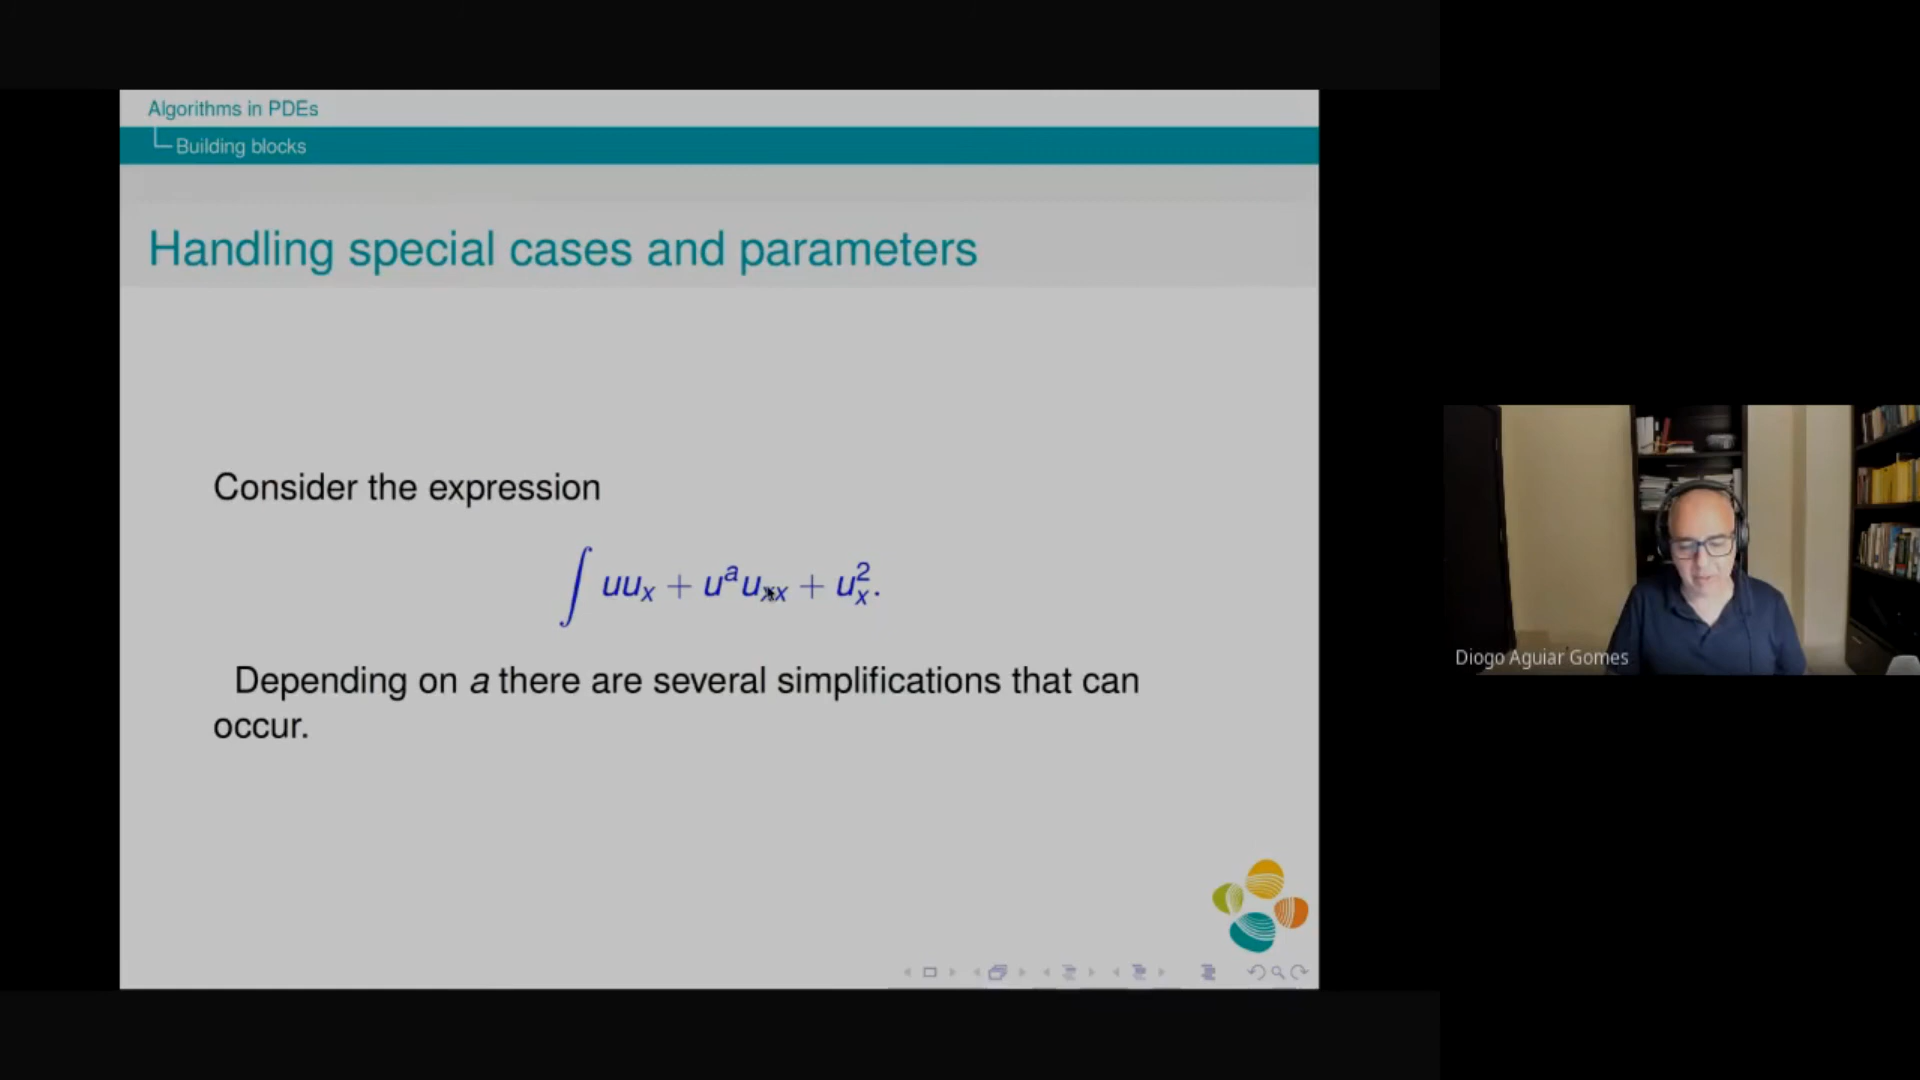 Algorithms in PDEs
Building blocks
Handling special cases and parameters
Consider the expression
∫ uu_x + u^a u_xx + u_x^2.
Depending on a there are several simplifications that can
occur.
Diogo Aguiar Gomes